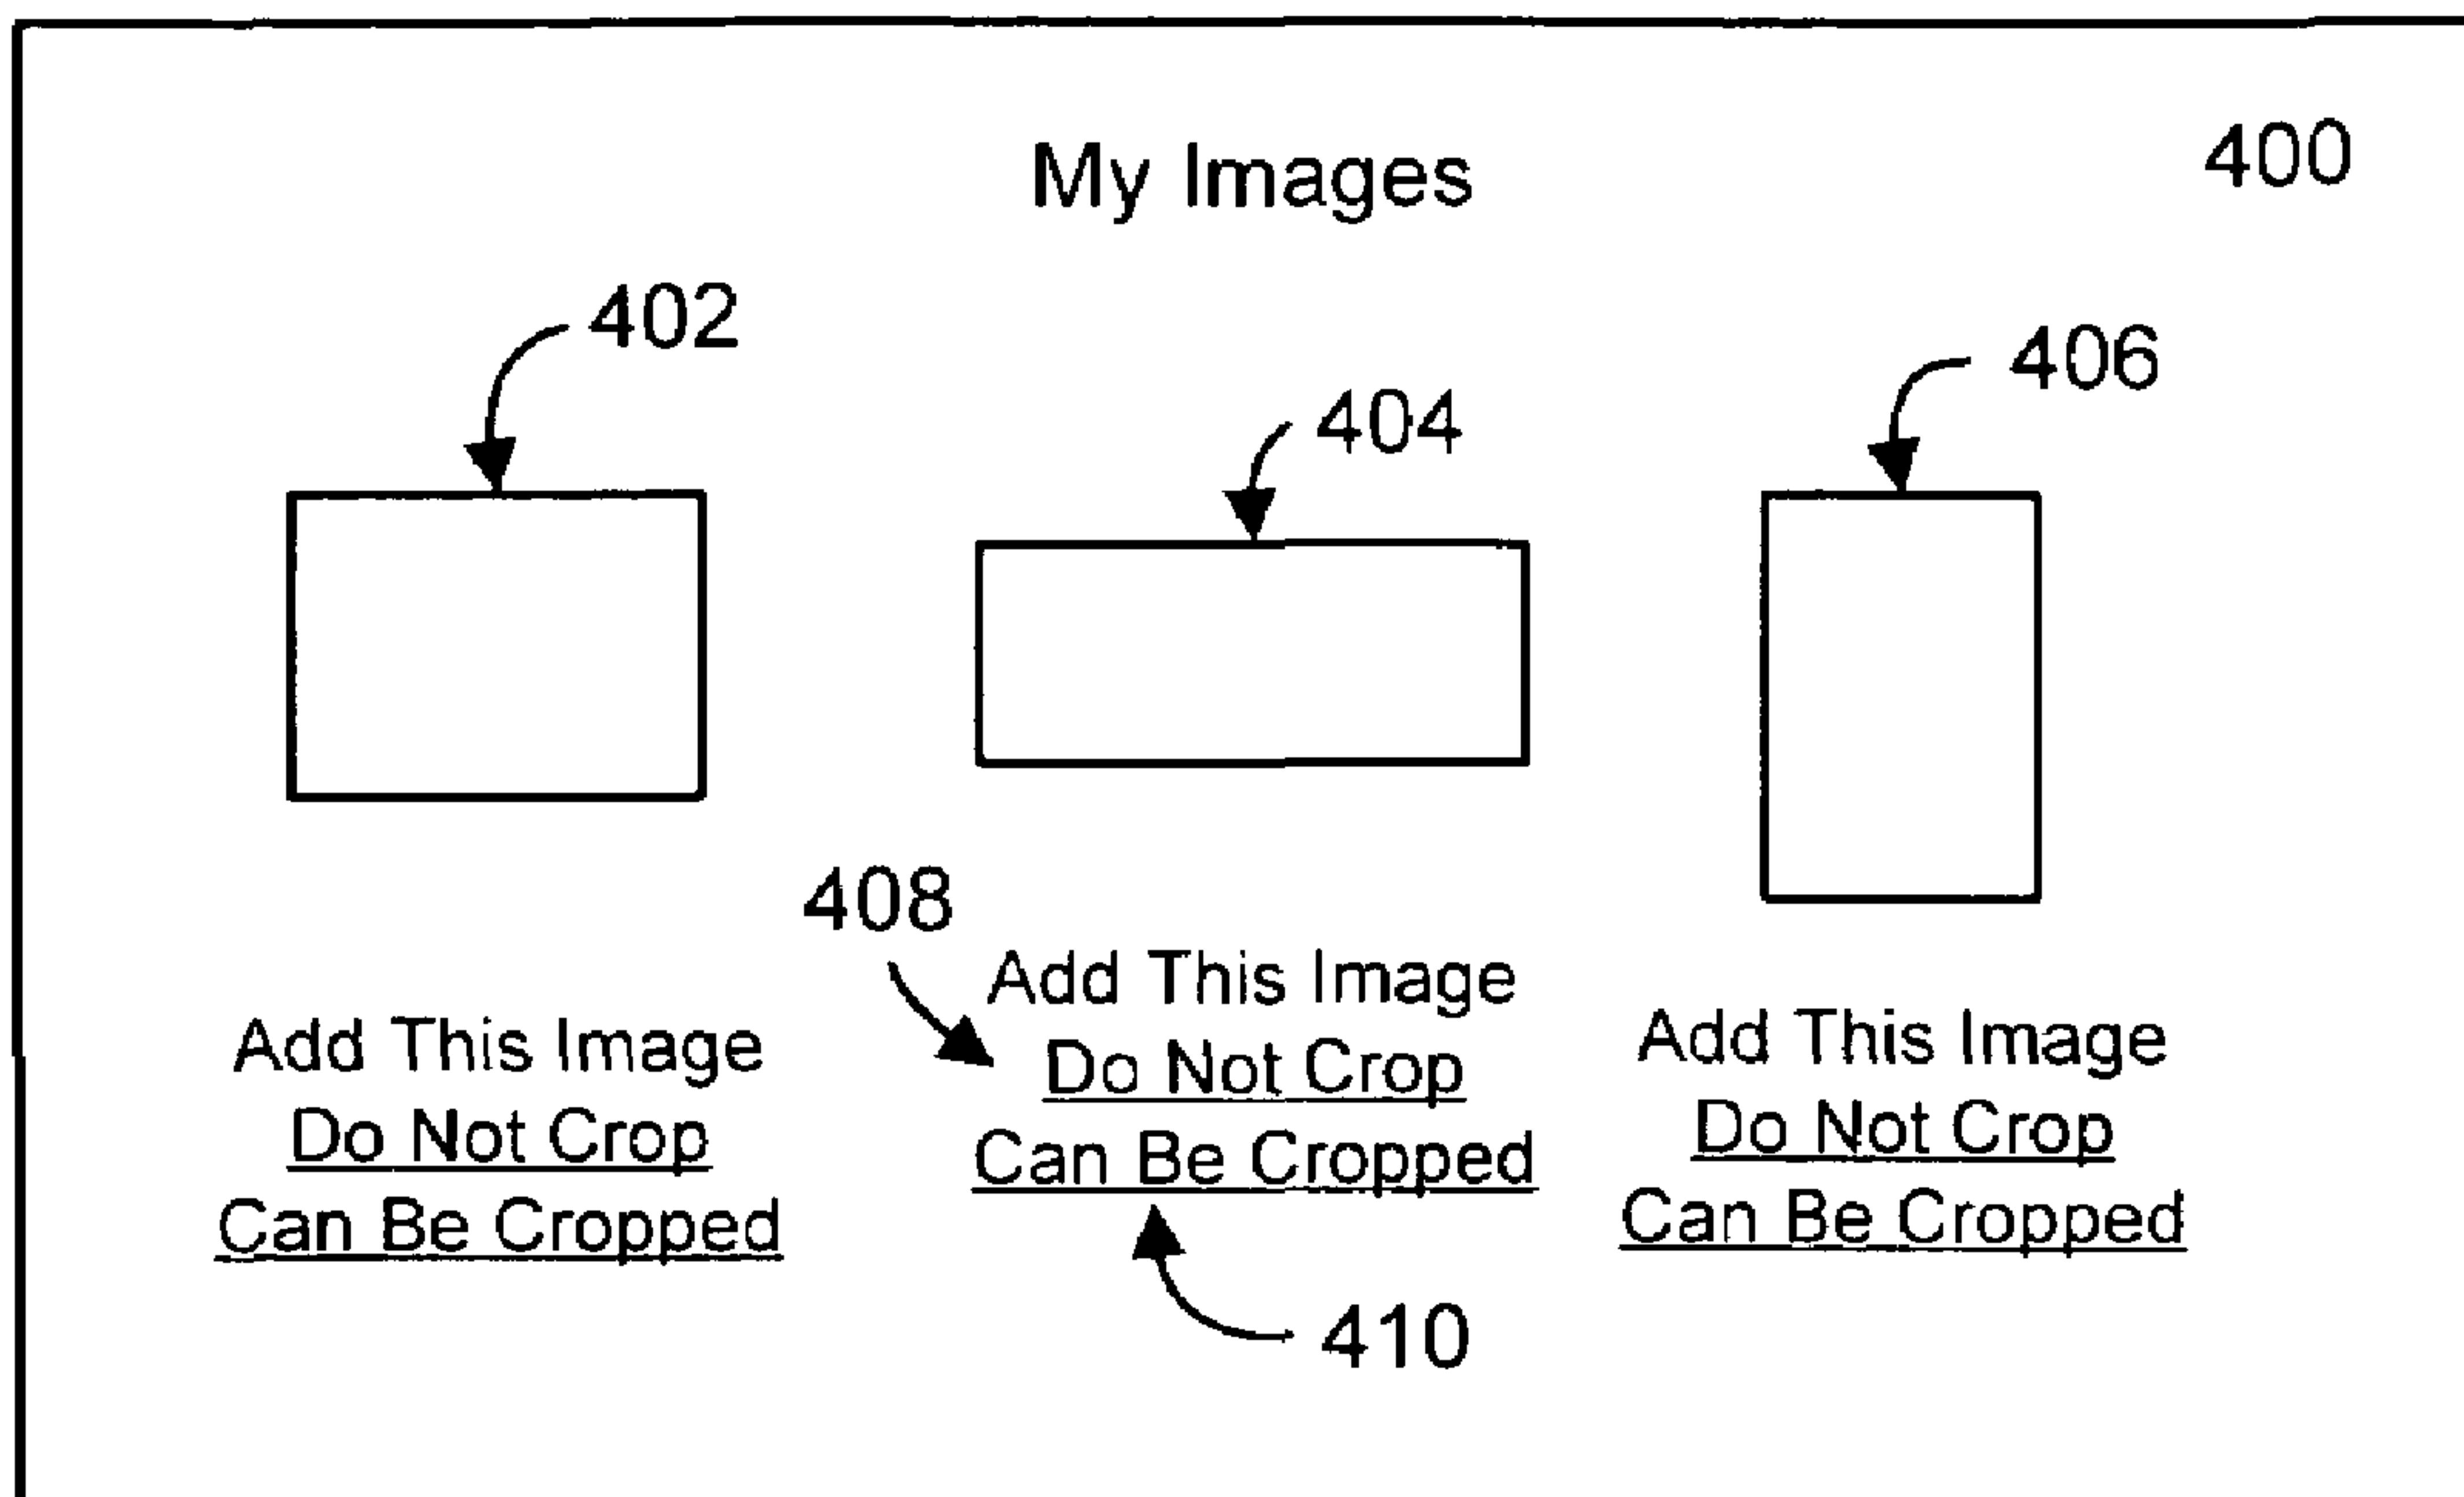 My Images
400
402
404
406
408
Add This Image
Do Not Crop
Can Be Cropped
Add This Image
Do Not Crop
Can Be Cropped
410
Add This Image
Do Not Crop
Can Be Cropped